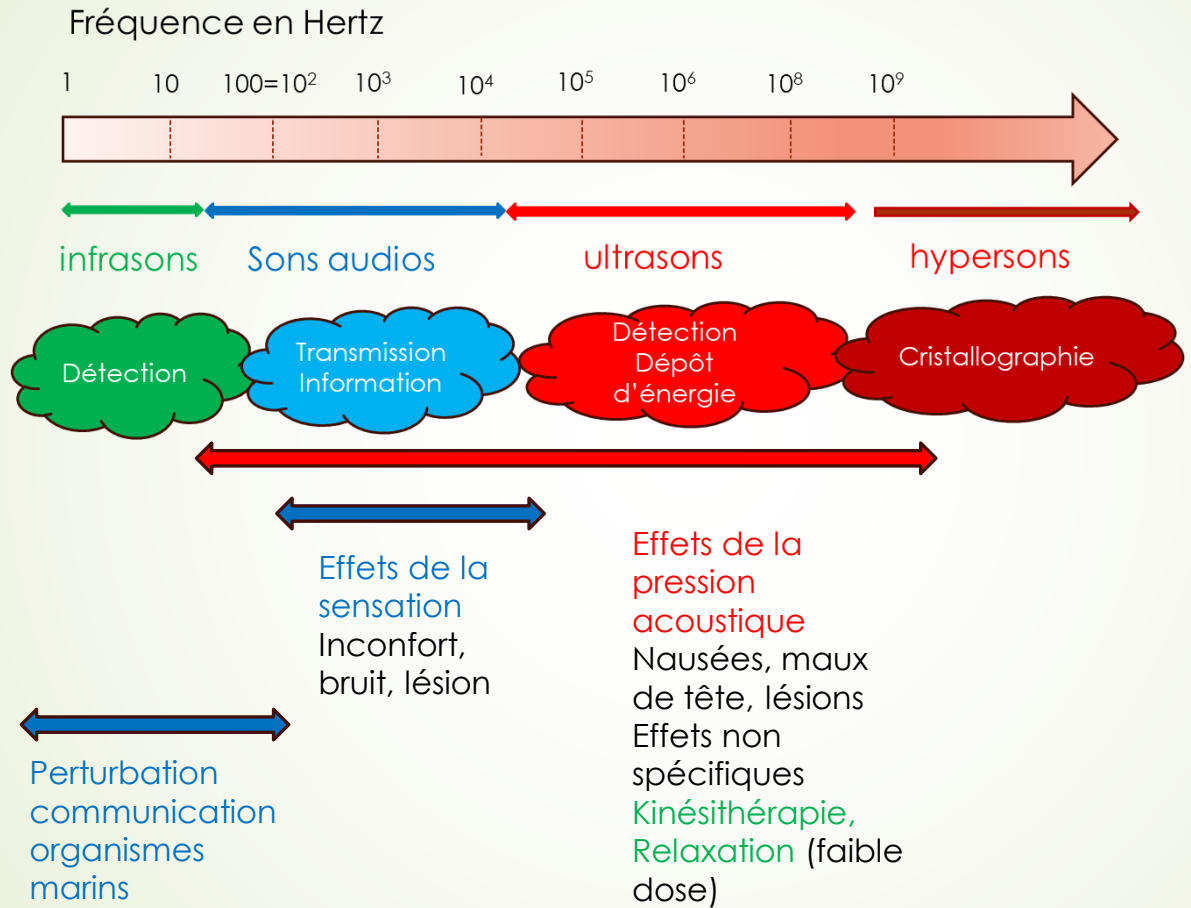 Fréquence en Hertz
1 10 100=10² 10³ 10⁴ 10⁵ 10⁶ 10⁸ 10⁹
infrasons Sons audios ultrasons hypersons
Détection
Transmission
Information
Détection
Dépôt
d'énergie
Cristallographie
Effets de la
sensation
Inconfort,
bruit, lésion
Effets de la
pression
acoustique
Nausées, maux
de tête, lésions
Effets non
spécifiques
Kinésithérapie,
Relaxation (faible
dose)
Perturbation
communication
organismes
marins